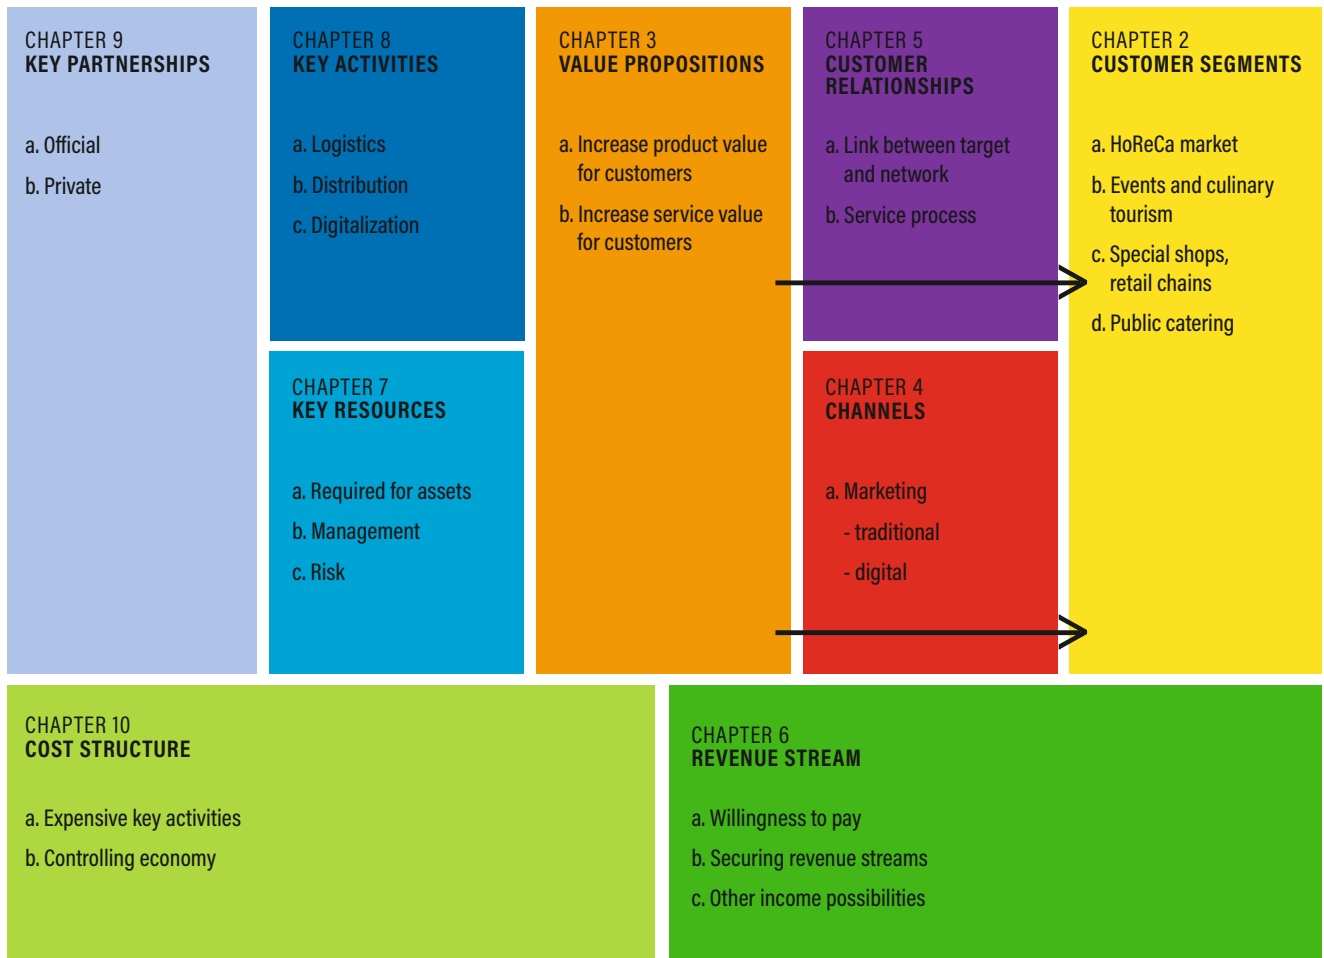 CHAPTER 9
KEY PARTNERSHIPS
a. Official
b. Private
CHAPTER 8
KEY ACTIVITIES
a. Logistics
b. Distribution
c. Digitalization
CHAPTER 7
KEY RESOURCES
a. Required for assets
b. Management
c. Risk
CHAPTER 3
VALUE PROPOSITIONS
a. Increase product value
for customers
b. Increase service value
for customers
CHAPTER 5
CUSTOMER
RELATIONSHIPS
a. Link between target
and network
b. Service process
CHAPTER 4
CHANNELS
a. Marketing
- traditional
- digital
CHAPTER 2
CUSTOMER SEGMENTS
a. HoReCa market
b. Events and culinary
tourism
c. Special shops,
retail chains
d. Public catering
CHAPTER 10
COST STRUCTURE
a. Expensive key activities
b. Controlling economy
CHAPTER 6
REVENUE STREAM
a. Willingness to pay
b. Securing revenue streams
c. Other income possibilities